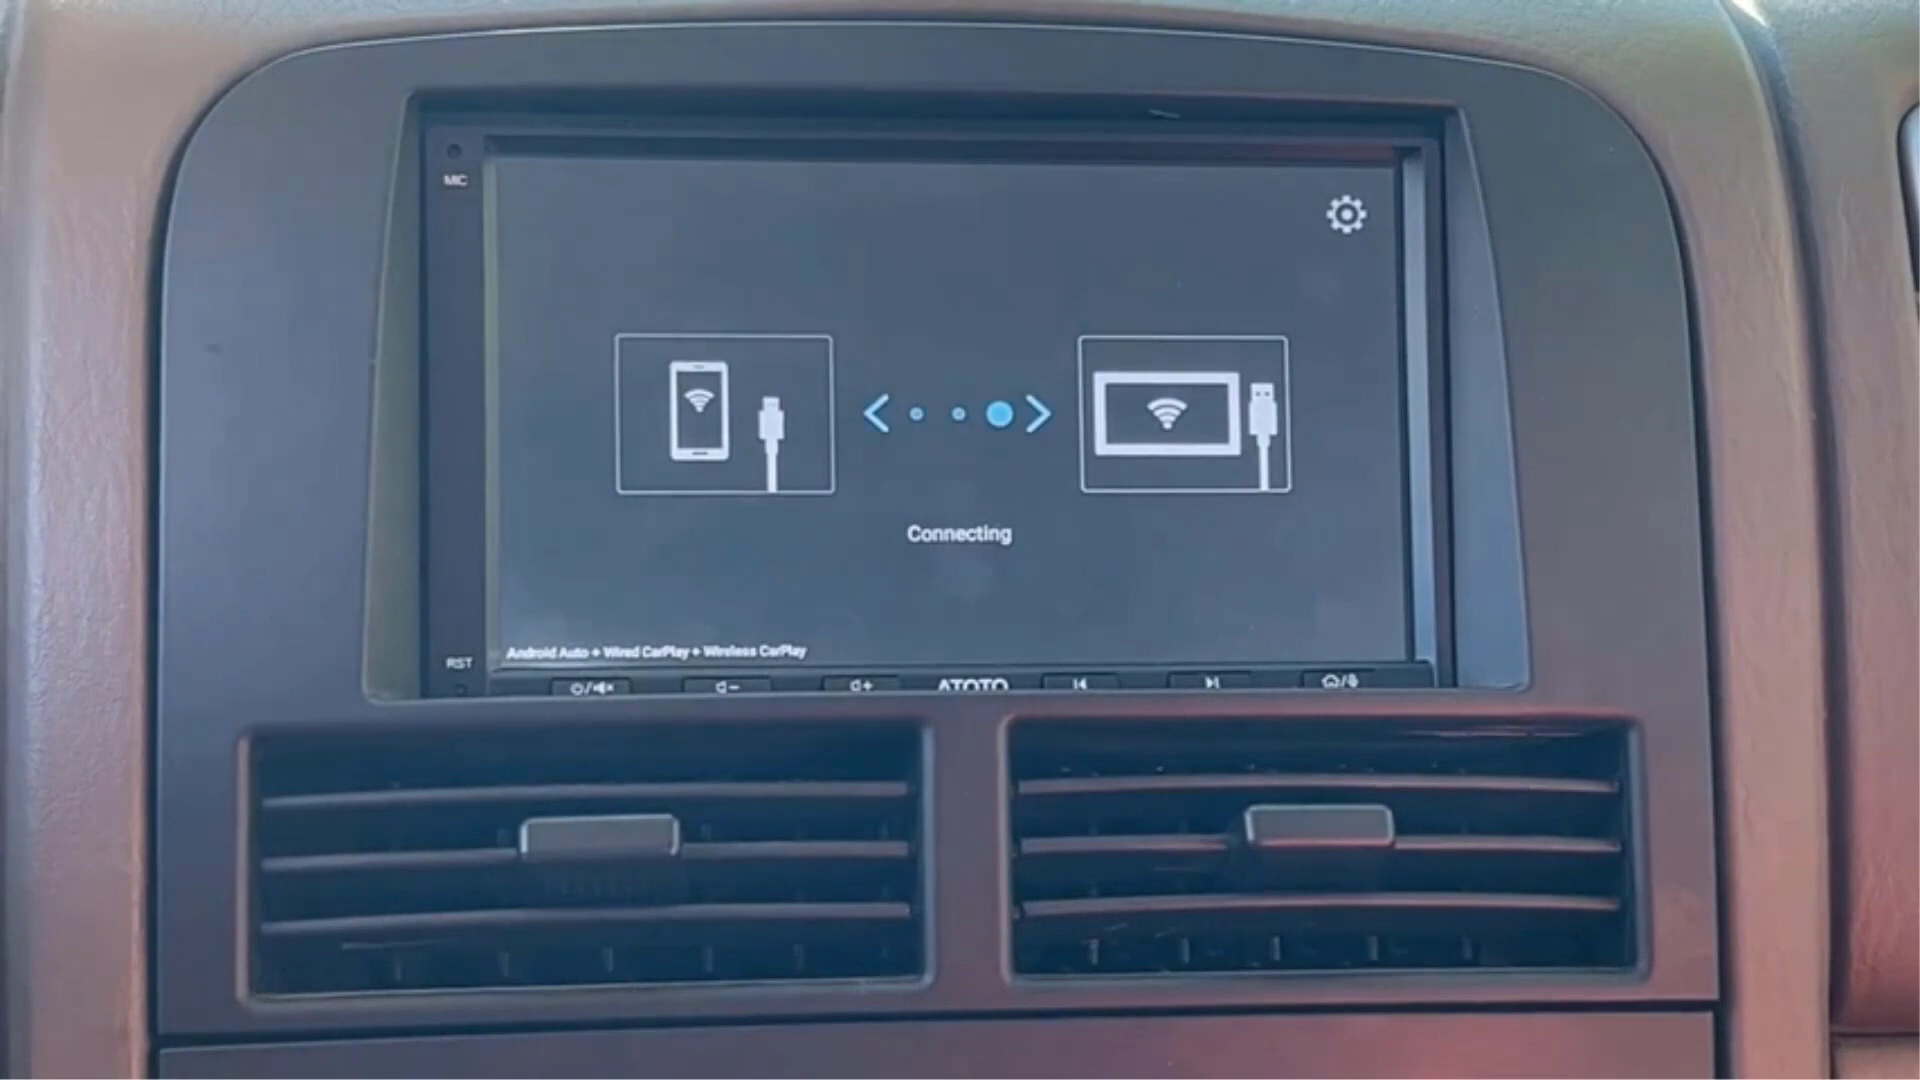 MIC
Connecting
Android Auto + Wired CarPlay + Wireless CarPlay
RST
ATOTO